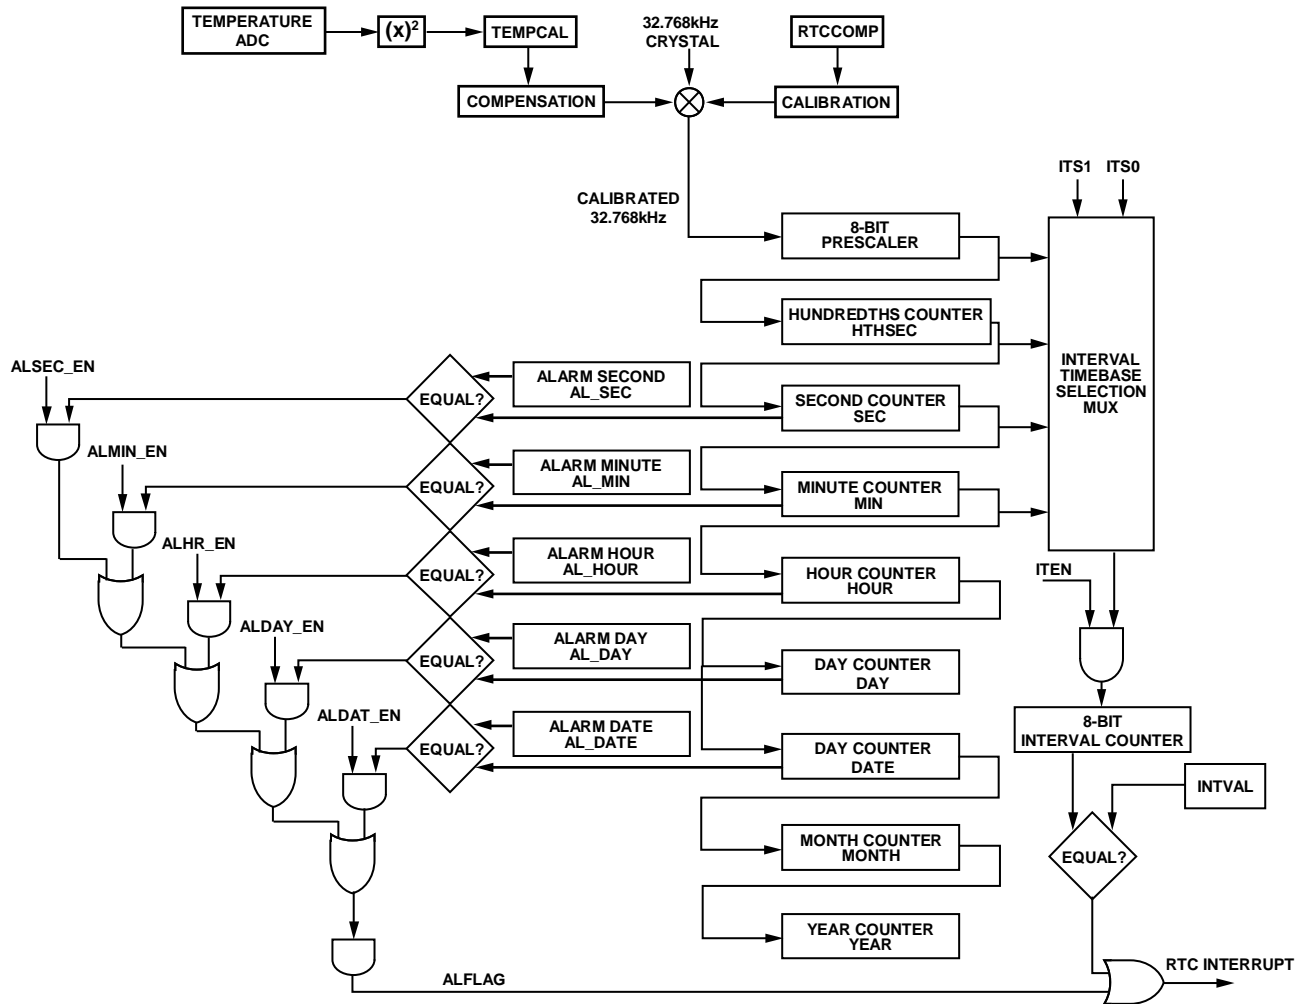 TEMPERATURE
ADC
(x)²
TEMPCAL
32.768kHz
CRYSTAL
RTCCOMP
COMPENSATION
CALIBRATION
CALIBRATED
32.768kHz
ITS1
ITS0
8-BIT
PRESCALER
HUNDREDTHS COUNTER
HTHSEC
INTERVAL
TIMEBASE
SELECTION
MUX
ALSEC_EN
EQUAL?
ALARM SECOND
AL_SEC
SECOND COUNTER
SEC
ALMIN_EN
EQUAL?
ALARM MINUTE
AL_MIN
MINUTE COUNTER
MIN
ALHR_EN
EQUAL?
ALARM HOUR
AL_HOUR
HOUR COUNTER
HOUR
ITEN
ALDAY_EN
EQUAL?
ALARM DAY
AL_DAY
DAY COUNTER
DAY
ALDAT_EN
EQUAL?
ALARM DATE
AL_DATE
DAY COUNTER
DATE
8-BIT
INTERVAL COUNTER
INTVAL
MONTH COUNTER
MONTH
EQUAL?
YEAR COUNTER
YEAR
ALFLAG
RTC INTERRUPT